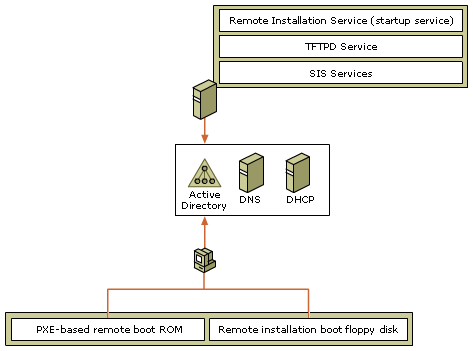 Remote Installation Service (startup service)
TFTPD Service
SIS Services
Active
Directory
DNS
DHCP
PXE-based remote boot ROM
Remote installation boot floppy disk